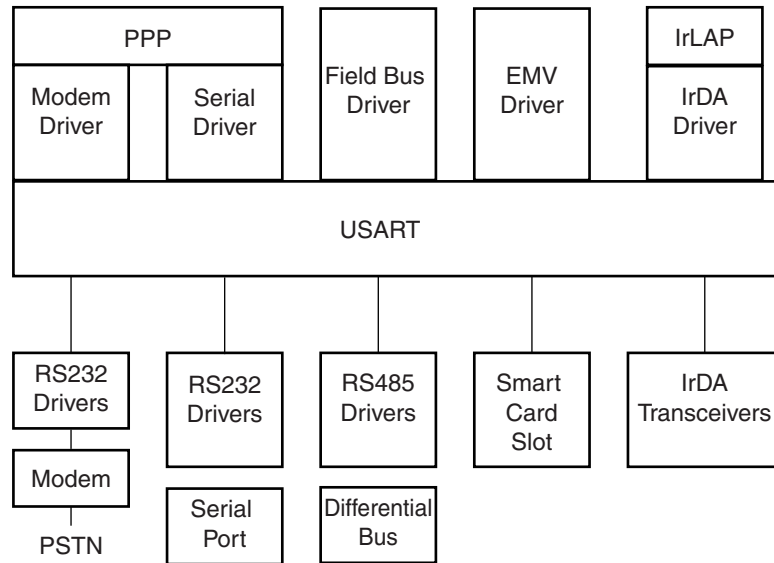 PPP
Modem
Driver
Serial
Driver
Field Bus
Driver
EMV
Driver
IrLAP
IrDA
Driver
USART
RS232
Drivers
Modem
PSTN
RS232
Drivers
Serial
Port
RS485
Drivers
Differential
Bus
Smart
Card
Slot
IrDA
Transceivers